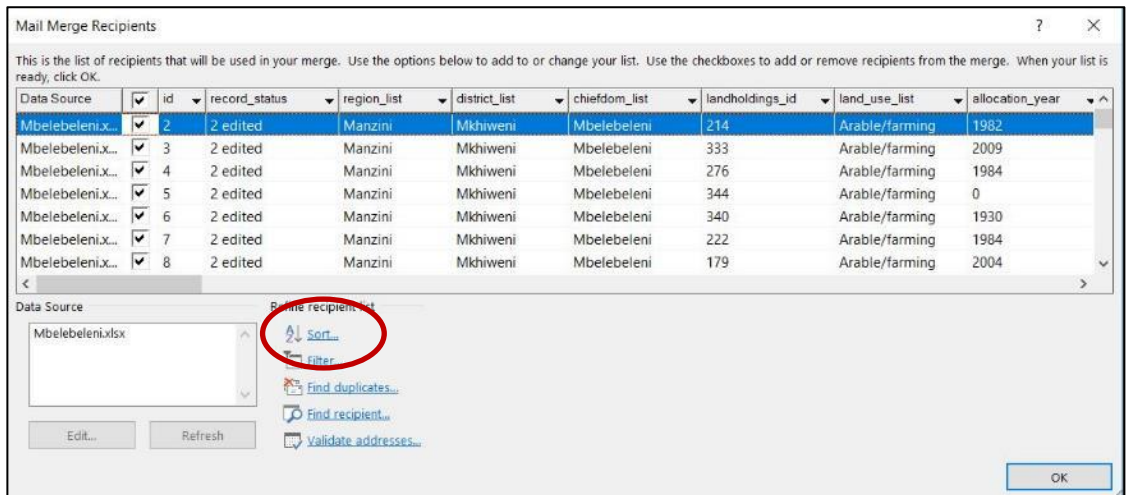 Mail Merge Recipients ? ×
This is the list of recipients that will be used in your merge. Use the options below to add to or change your list. Use the checkboxes to add or remove recipients from the merge. When your list is
ready, click OK.
Data Source id record_status region_list district_list chiefdom_list landholdings_id land_use_list allocation_year
Mbelebeleni.x... 2 2 edited Manzini Mkhiweni Mbelebeleni 214 Arable/farming 1982
Mbelebeleni.x... 3 2 edited Manzini Mkhiweni Mbelebeleni 333 Arable/farming 2009
Mbelebeleni.x... 4 2 edited Manzini Mkhiweni Mbelebeleni 276 Arable/farming 1984
Mbelebeleni.x... 5 2 edited Manzini Mkhiweni Mbelebeleni 344 Arable/farming 0
Mbelebeleni.x... 6 2 edited Manzini Mkhiweni Mbelebeleni 340 Arable/farming 1930
Mbelebeleni.x... 7 2 edited Manzini Mkhiweni Mbelebeleni 222 Arable/farming 1984
Mbelebeleni.x... 8 2 edited Manzini Mkhiweni Mbelebeleni 179 Arable/farming 2004
Data Source
Mbelebeleni.xlsx
Edit... Refresh
Refine recipient list
Sort...
Filter...
Find duplicates...
Find recipient...
Validate addresses...
OK